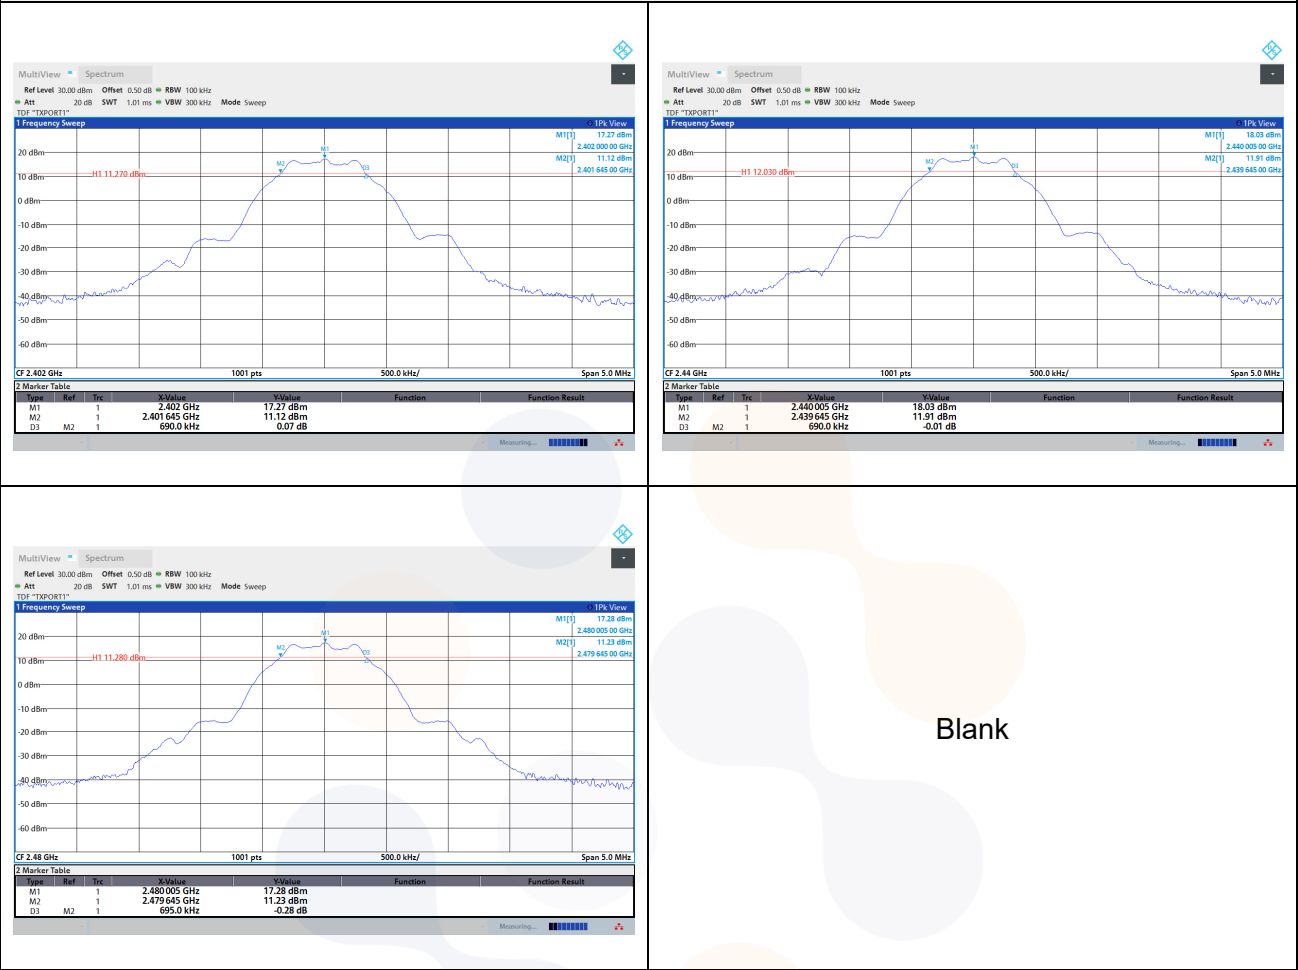 MultiView Spectrum
Ref Level 30.00 dBm Offset 0.50 dB RBW 100 kHz
Att 20 dB SWT 1.01 ms VBW 300 kHz Mode Sweep
TDF "TXPORT1"
1 Frequency Sweep 1Pk View
M1[1] 17.27 dBm
2.402 000 00 GHz
M2[1] 11.12 dBm
2.401 645 00 GHz
M1
M2
D3
H1 11.270 dBm
20 dBm
10 dBm
0 dBm
-10 dBm
-20 dBm
-30 dBm
-40 dBm
-50 dBm
-60 dBm
CF 2.402 GHz 1001 pts 500.0 kHz/ Span 5.0 MHz
2 Marker Table
Type Ref Trc X-Value Y-Value Function Function Result
M1 1 2.402 GHz 17.27 dBm
M2 1 2.401 645 GHz 11.12 dBm
D3 M2 1 690.0 kHz 0.07 dB
Measuring...
MultiView Spectrum
Ref Level 30.00 dBm Offset 0.50 dB RBW 100 kHz
Att 20 dB SWT 1.01 ms VBW 300 kHz Mode Sweep
TDF "TXPORT1"
1 Frequency Sweep 1Pk View
M1[1] 18.03 dBm
2.440 005 00 GHz
M2[1] 11.91 dBm
2.439 645 00 GHz
M1
M2
D3
H1 12.030 dBm
20 dBm
10 dBm
0 dBm
-10 dBm
-20 dBm
-30 dBm
-40 dBm
-50 dBm
-60 dBm
CF 2.44 GHz 1001 pts 500.0 kHz/ Span 5.0 MHz
2 Marker Table
Type Ref Trc X-Value Y-Value Function Function Result
M1 1 2.440 005 GHz 18.03 dBm
M2 1 2.439 645 GHz 11.91 dBm
D3 M2 1 690.0 kHz -0.01 dB
Measuring...
MultiView Spectrum
Ref Level 30.00 dBm Offset 0.50 dB RBW 100 kHz
Att 20 dB SWT 1.01 ms VBW 300 kHz Mode Sweep
TDF "TXPORT1"
1 Frequency Sweep 1Pk View
M1[1] 17.28 dBm
2.480 005 00 GHz
M2[1] 11.23 dBm
2.479 645 00 GHz
M1
M2
D3
H1 11.280 dBm
20 dBm
10 dBm
0 dBm
-10 dBm
-20 dBm
-30 dBm
-40 dBm
-50 dBm
-60 dBm
CF 2.48 GHz 1001 pts 500.0 kHz/ Span 5.0 MHz
2 Marker Table
Type Ref Trc X-Value Y-Value Function Function Result
M1 1 2.480 005 GHz 17.28 dBm
M2 1 2.479 645 GHz 11.23 dBm
D3 M2 1 695.0 kHz -0.28 dB
Measuring...
Blank